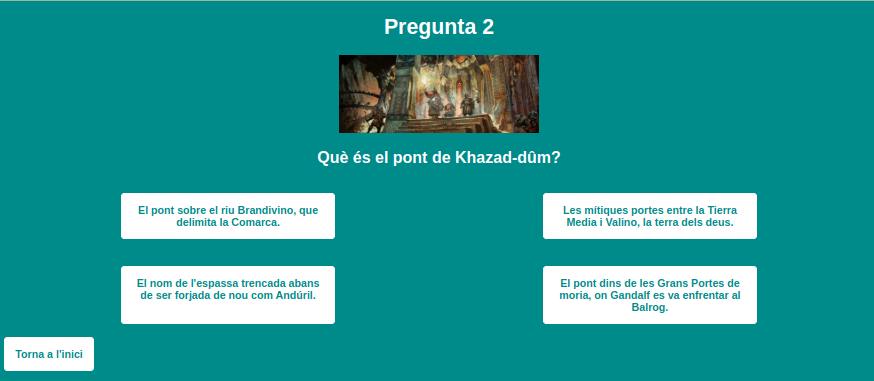 Pregunta 2
Què és el pont de Khazad-dûm?
El pont sobre el riu Brandivino, que
delimita la Comarca.
Les mítiques portes entre la Tierra
Media i Valino, la terra dels deus.
El nom de l'espassa trencada abans
de ser forjada de nou com Andúril.
El pont dins de les Grans Portes de
moria, on Gandalf es va enfrentar al
Balrog.
Torna a l'inici